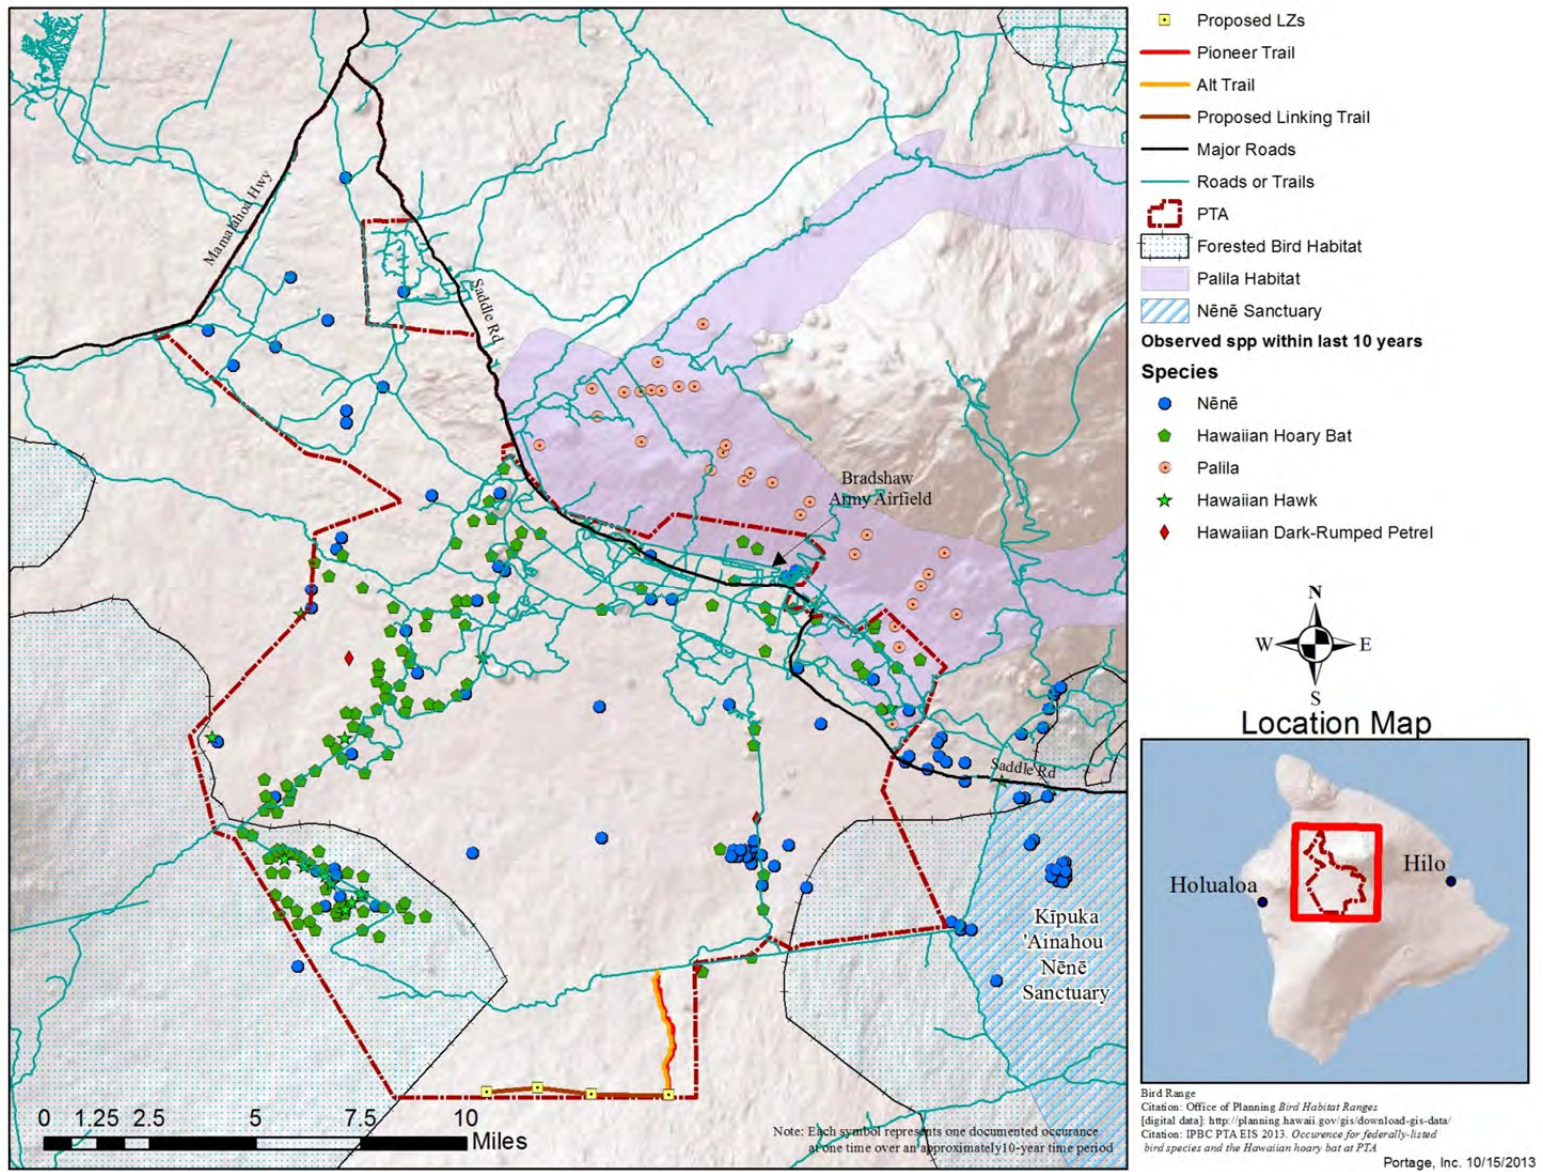 Proposed LZs
Pioneer Trail
Alt Trail
Proposed Linking Trail
Major Roads
Roads or Trails
PTA
Forested Bird Habitat
Palila Habitat
Nēnē Sanctuary
Observed spp within last 10 years
Species
Nēnē
Hawaiian Hoary Bat
Palila
Hawaiian Hawk
Hawaiian Dark-Rumped Petrel
Mamalahoa Hwy
Saddle Rd
Bradshaw
Army Airfield
Saddle Rd
Kīpuka
'Ainahou
Nēnē
Sanctuary
N
W E
S
Location Map
Hilo
Holualoa
0 1.25 2.5 5 7.5 10
Miles
Note: Each symbol represents one documented occurance
at one time over an approximately10-year time period
Bird Range
Citation: Office of Planning Bird Habitat Ranges
[digital data]: http://planning.hawaii.gov/gis/download-gis-data/
Citation: IPBC PTA EIS 2013. Occurence for federally-listed
bird species and the Hawaiian hoary bat at PTA
Portage, Inc. 10/15/2013